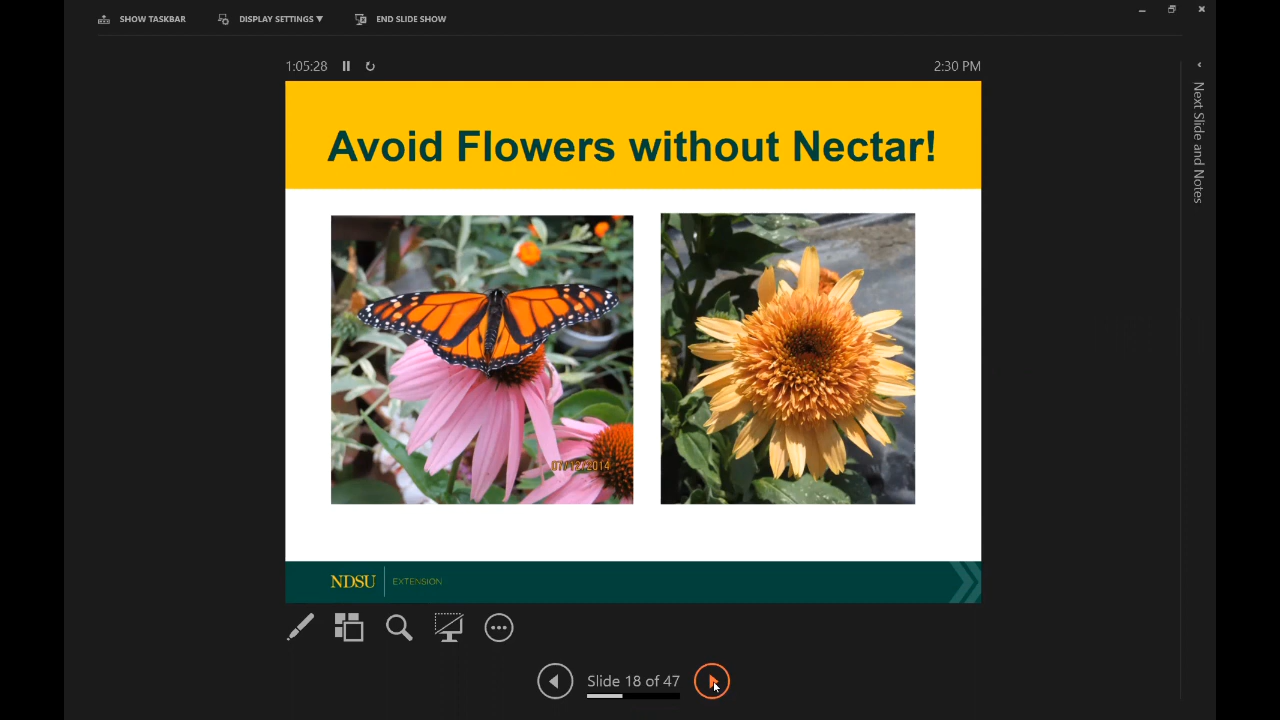 SHOW TASKBAR
DISPLAY SETTINGS ▼
END SLIDE SHOW
1:05:28
2:30 PM
Next Slide and Notes
Avoid Flowers without Nectar!
07/12/2014
NDSU
EXTENSION
Slide 18 of 47